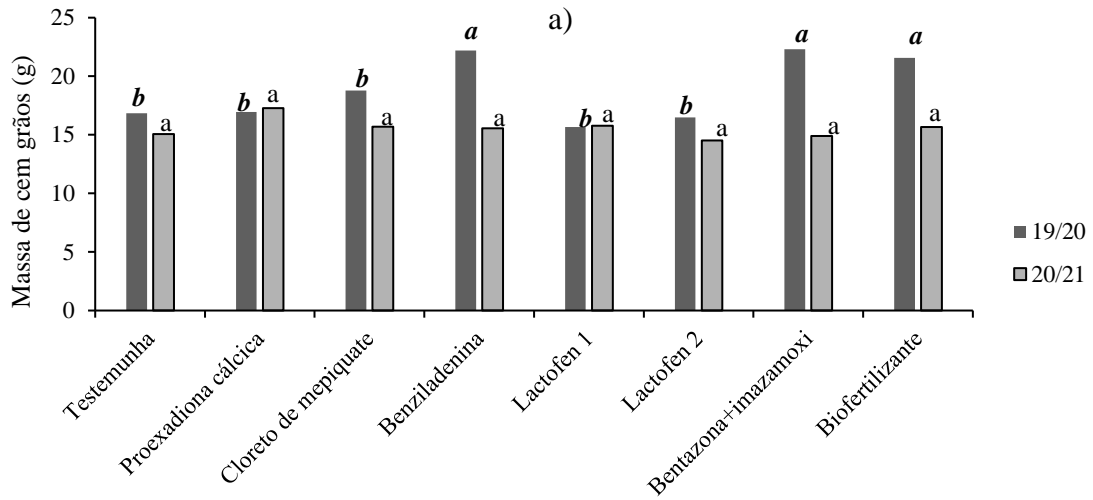 a)
Massa de cem grãos (g)
25
20
15
10
5
0
b a
b a
b a
a a
b a
b a
a a
a a
Testemunha
Proexadiona cálcica
Cloreto de mepiquate
Benziladenina
Lactofen 1
Lactofen 2
Bentazona+imazamoxi
Biofertilizante
19/20
20/21